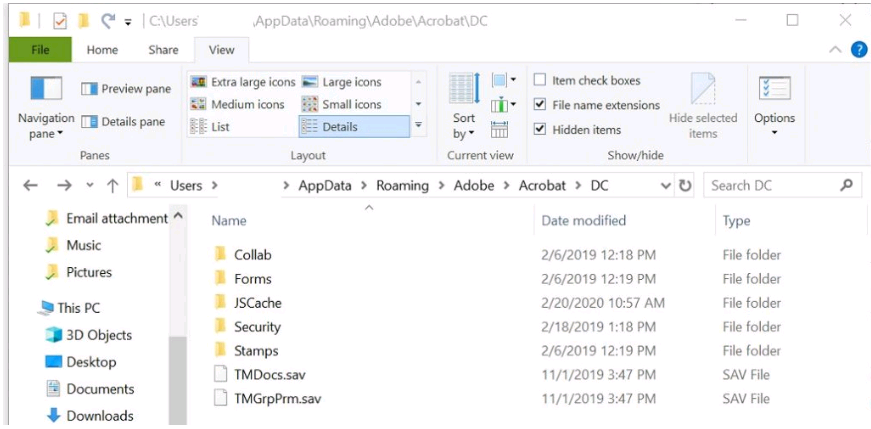 C:\Users\ ,AppData\Roaming\Adobe\Acrobat\DC
File Home Share View
Navigation pane
Preview pane
Details pane
Panes
Extra large icons Large icons
Medium icons Small icons
List Details
Layout
Sort by
Current view
Item check boxes
File name extensions
Hidden items
Hide selected items
Show/hide
Options
« Users > > AppData > Roaming > Adobe > Acrobat > DC
Search DC
Email attachment
Music
Pictures
This PC
3D Objects
Desktop
Documents
Downloads
Name Date modified Type
Collab 2/6/2019 12:18 PM File folder
Forms 2/6/2019 12:19 PM File folder
JSCache 2/20/2020 10:57 AM File folder
Security 2/18/2019 1:18 PM File folder
Stamps 2/6/2019 12:19 PM File folder
TMDocs.sav 11/1/2019 3:47 PM SAV File
TMGrpPrm.sav 11/1/2019 3:47 PM SAV File